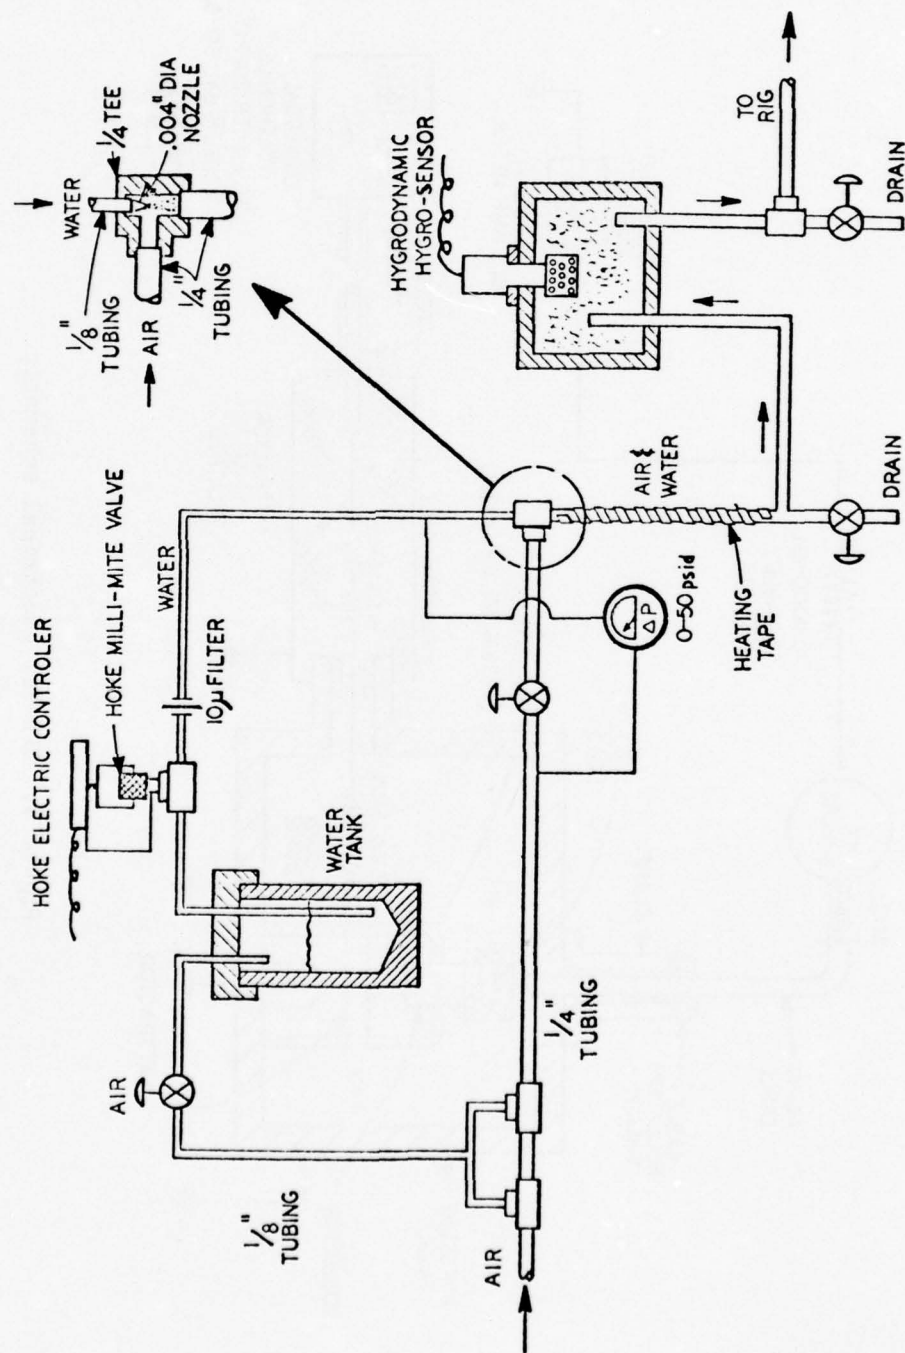 HOKE ELECTRIC CONTROLER
HOKE MILLI-MITE VALVE
WATER
1/8"
TUBING
1/4 TEE
.004" DIA
NOZZLE
AIR
1/4"
TUBING
AIR
WATER
10μ FILTER
WATER
TANK
1/8"
TUBING
HYGRODYNAMIC
HYGRO-SENSOR
TO
RIG
AIR &
WATER
ΔP
0-50 psid
HEATING
TAPE
DRAIN
DRAIN
1/4"
TUBING
AIR